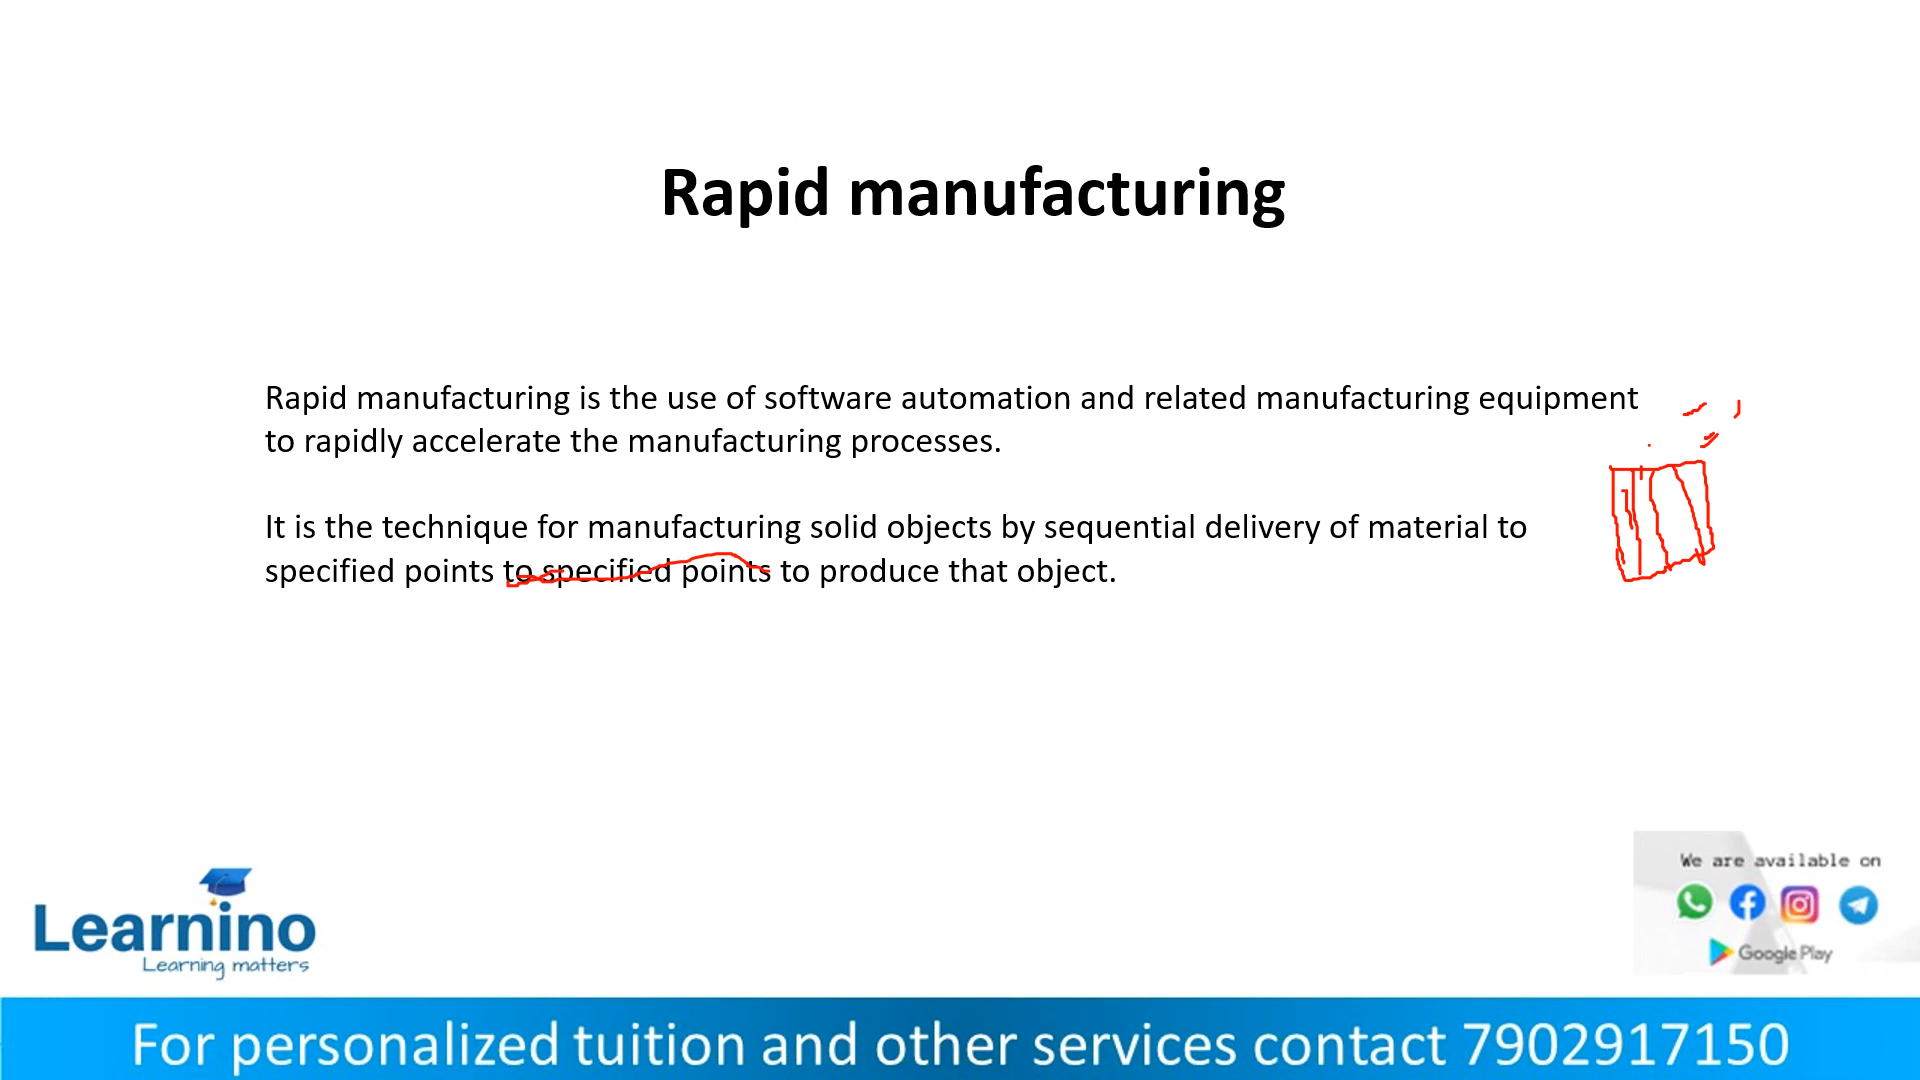 Rapid manufacturing
Rapid manufacturing is the use of software automation and related manufacturing equipment
to rapidly accelerate the manufacturing processes.
It is the technique for manufacturing solid objects by sequential delivery of material to
specified points to specified points to produce that object.
We are available on
Google Play
Learnino
Learning matters
For personalized tuition and other services contact 7902917150